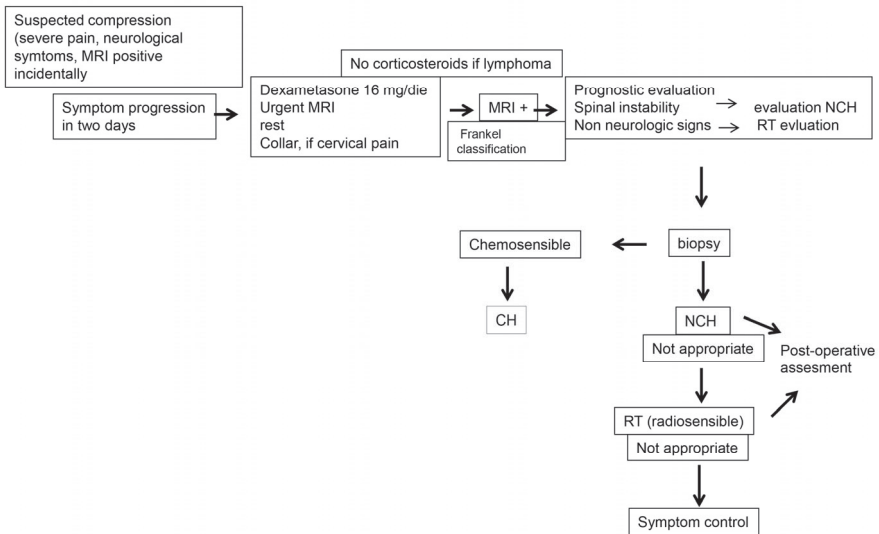 Suspected compression
(severe pain, neurological
symtoms, MRI positive
incidentally
Symptom progression
in two days
No corticosteroids if lymphoma
Dexametasone 16 mg/die
Urgent MRI
rest
Collar, if cervical pain
MRI +
Frankel
classification
Prognostic evaluation
Spinal instability → evaluation NCH
Non neurologic signs → RT evluation
biopsy
Chemosensible
CH
NCH
Not appropriate
Post-operative
assesment
RT (radiosensible)
Not appropriate
Symptom control